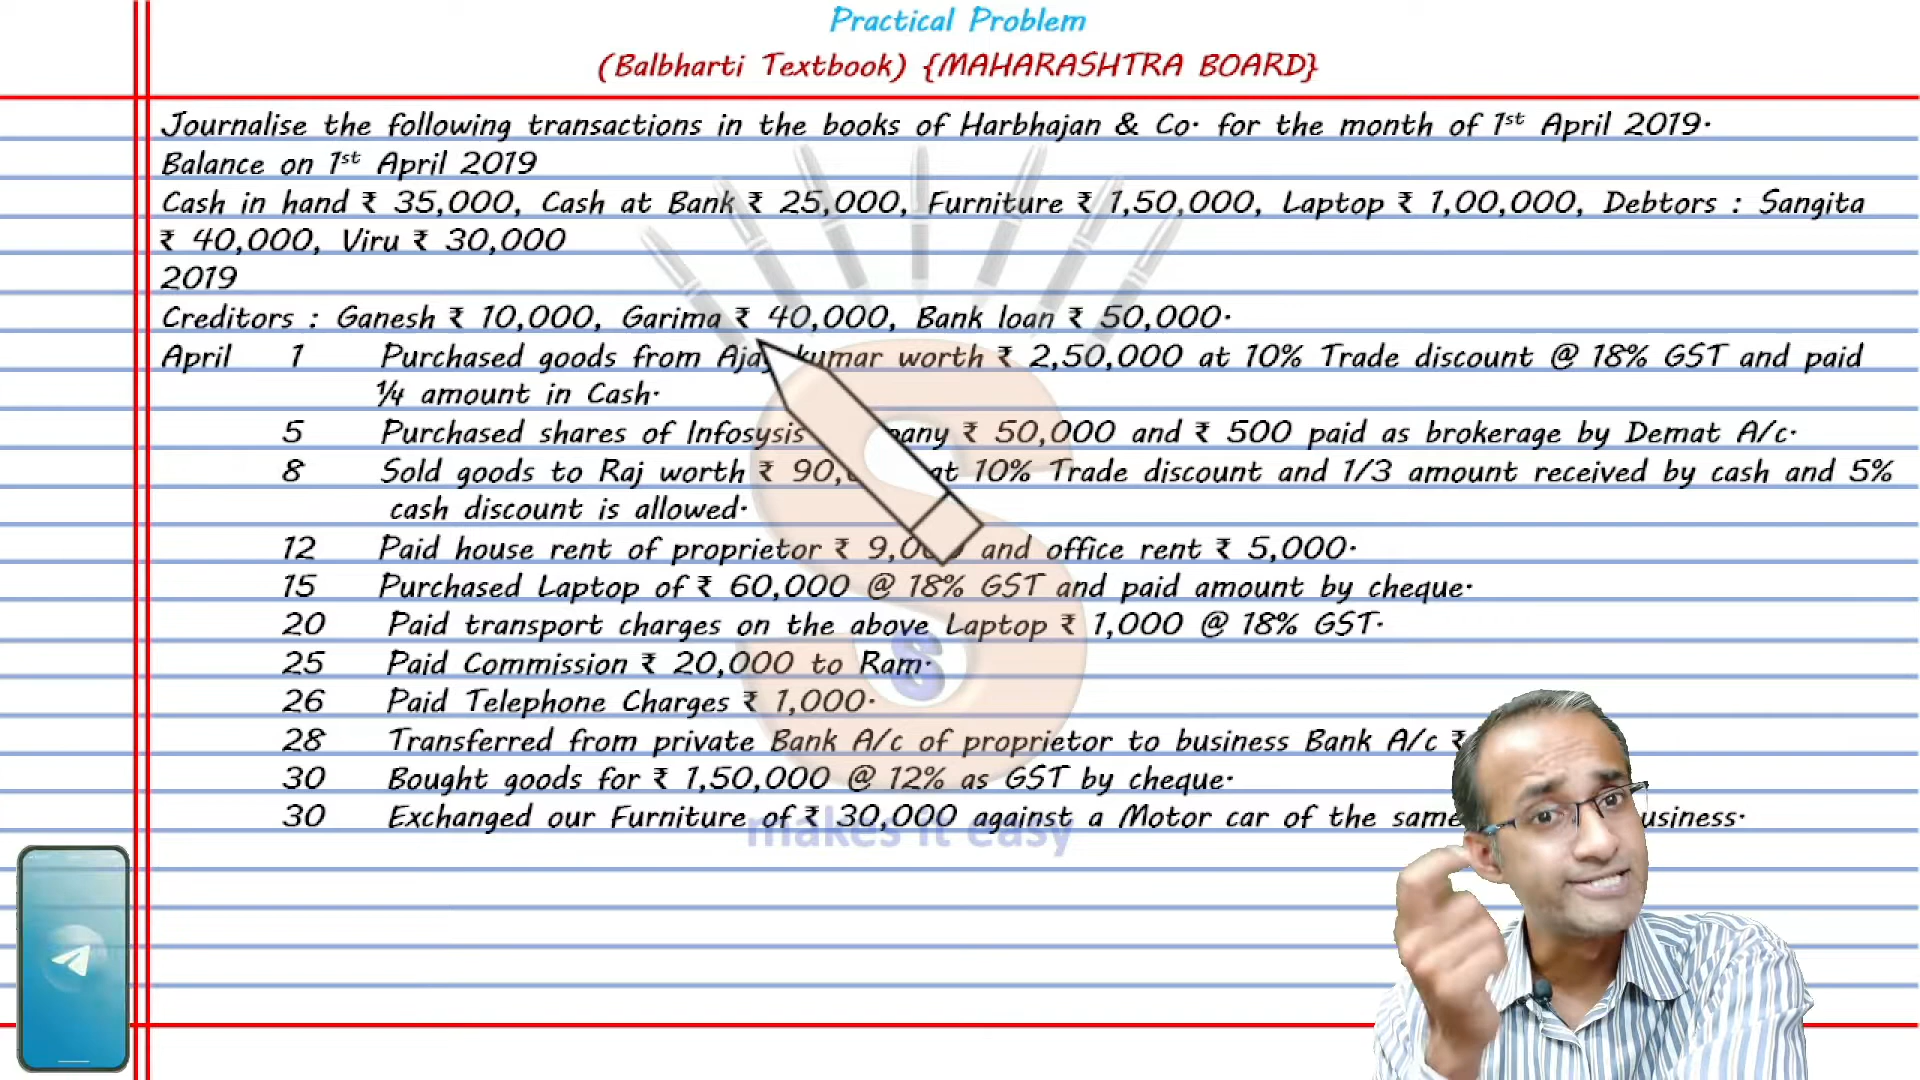 Practical Problem
(Balbharti Textbook) {MAHARASHTRA BOARD}
Journalise the following transactions in the books of Harbhajan & Co. for the month of 1st April 2019.
Balance on 1st April 2019
Cash in hand ₹ 35,000, Cash at Bank ₹ 25,000, Furniture ₹ 1,50,000, Laptop ₹ 1,00,000, Debtors : Sangita
₹ 40,000, Viru ₹ 30,000
2019
Creditors : Ganesh ₹ 10,000, Garima ₹ 40,000, Bank loan ₹ 50,000.
April 1 Purchased goods from kumar worth ₹ 2,50,000 at 10% Trade discount @ 18% GST and paid
¼ amount in Cash.
5 Purchased shares of Infosysis ₹ 50,000 and ₹ 500 paid as brokerage by Demat A/c.
8 Sold goods to Raj worth ₹ at 10% Trade discount and 1/3 amount received by cash and 5%
cash discount is allowed.
12 Paid house rent of proprietor ₹ and office rent ₹ 5,000.
15 Purchased Laptop of ₹ 60,000 @ 18% GST and paid amount by cheque.
20 Paid transport charges on the above Laptop ₹ 1,000 @ 18% GST.
25 Paid Commission ₹ 20,000 to Ram.
26 Paid Telephone Charges ₹ 1,000.
28 Transferred from private Bank A/c of proprietor to business Bank A/c ₹
30 Bought goods for ₹ 1,50,000 @ 12% as GST by cheque.
30 Exchanged our Furniture of ₹ 30,000 against a Motor car of the same
makes it easy